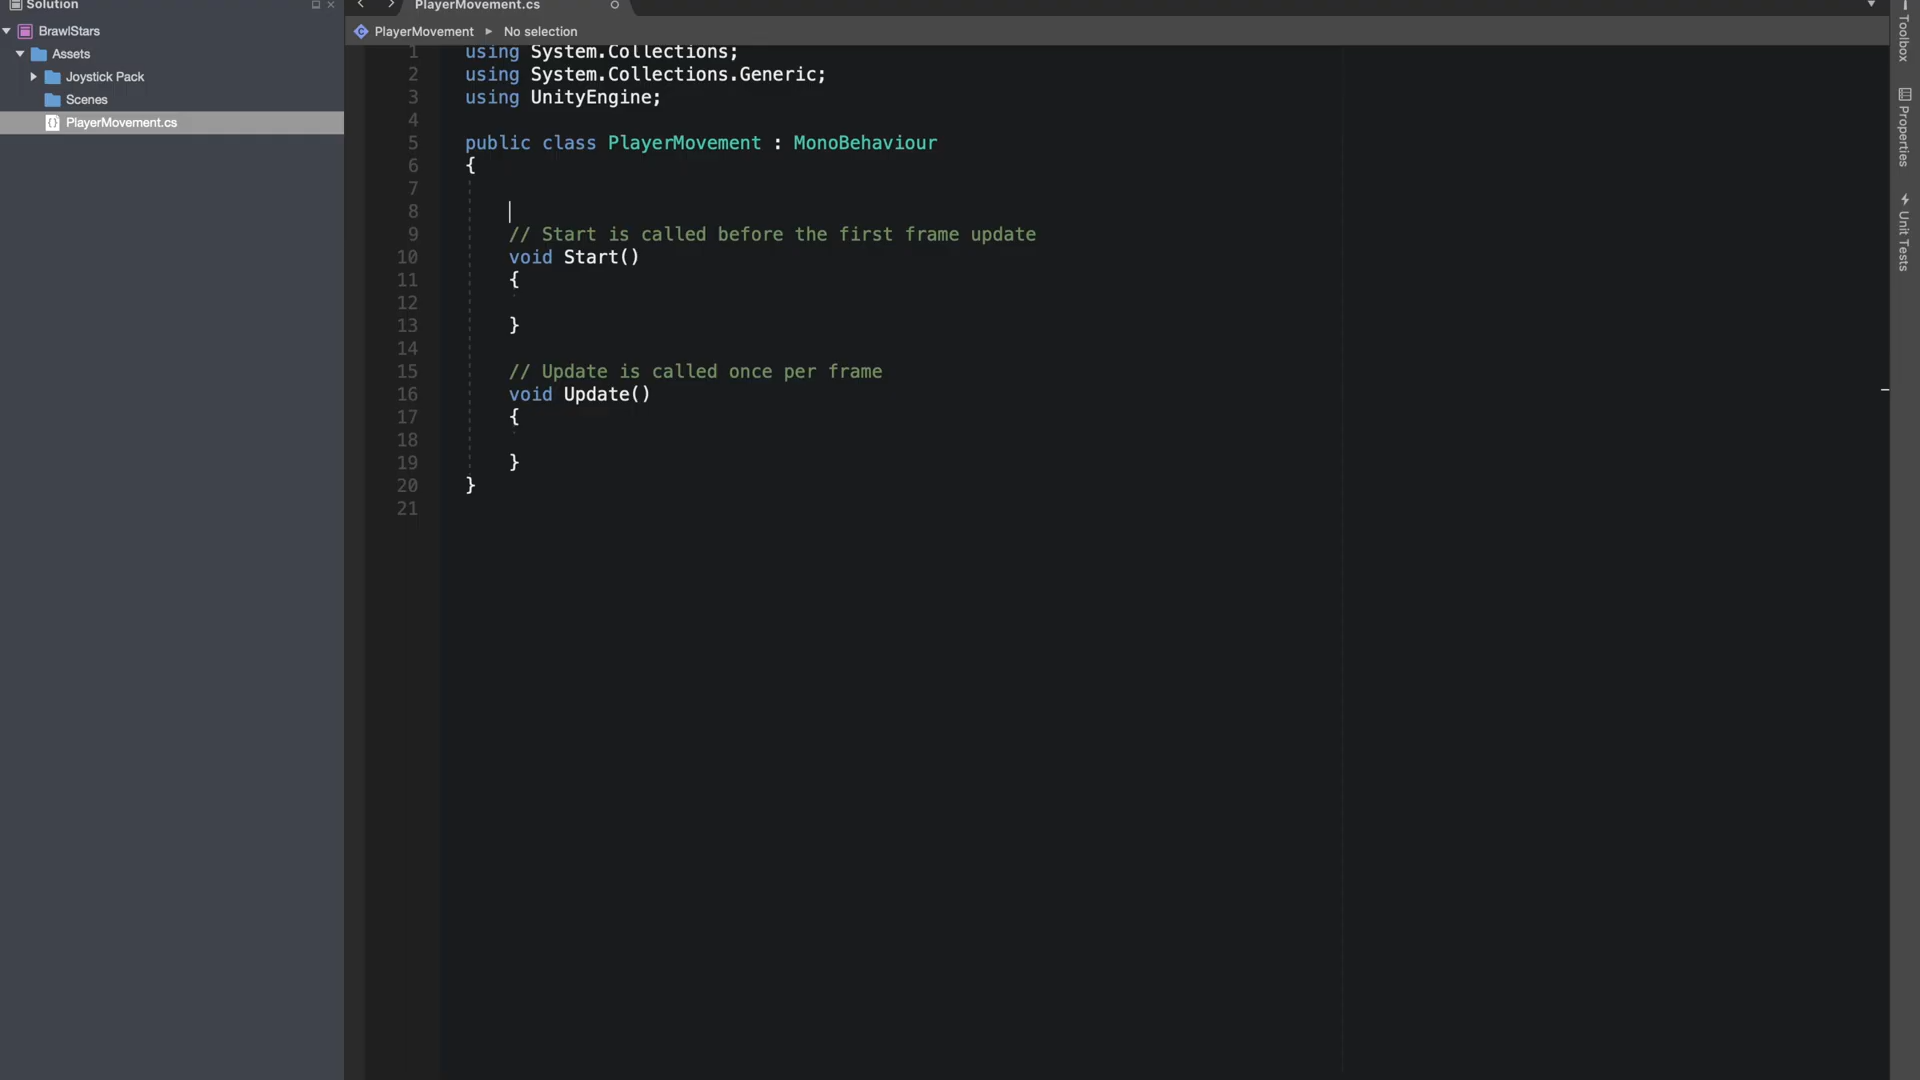 Solution
BrawlStars
Assets
Joystick Pack
Scenes
PlayerMovement.cs
PlayerMovement.cs
PlayerMovement
No selection
1 using System.Collections;
2 using System.Collections.Generic;
3 using UnityEngine;
4
5 public class PlayerMovement : MonoBehaviour
6 {
7
8
9 // Start is called before the first frame update
10 void Start()
11 {
12
13 }
14
15 // Update is called once per frame
16 void Update()
17 {
18
19 }
20 }
21
Toolbox
Properties
Unit Tests